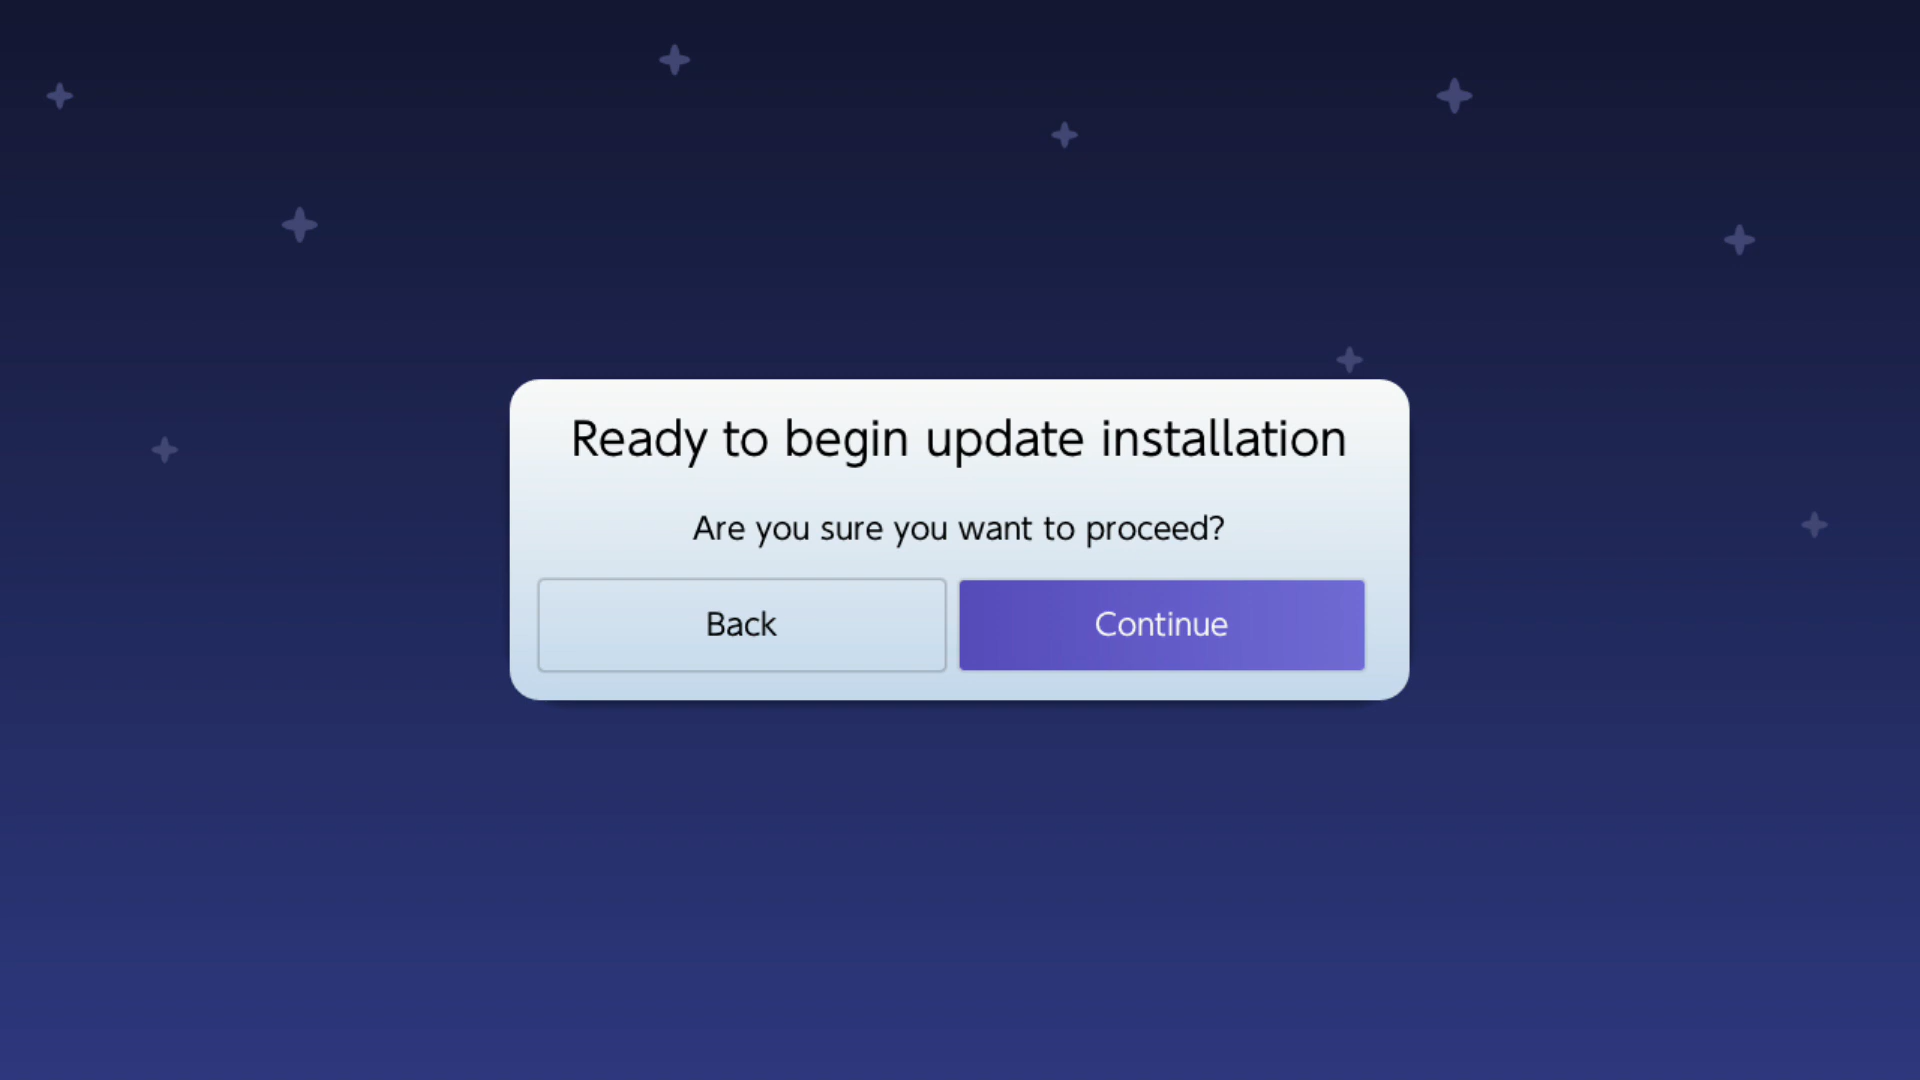 Ready to begin update installation
Are you sure you want to proceed?
Back
Continue